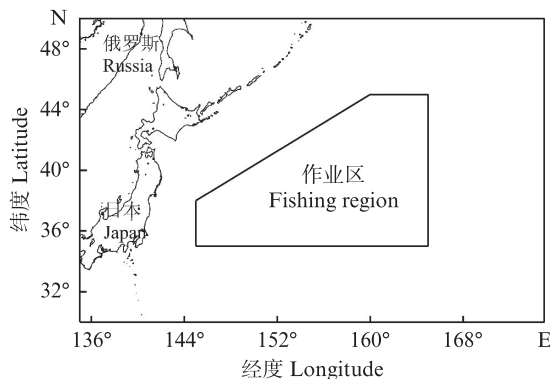 N
48°
44°
40°
36°
32°
纬度 Latitude
俄罗斯
Russia
作业区
Fishing region
日本
Japan
136°
144°
152°
160°
168°
E
经度 Longitude